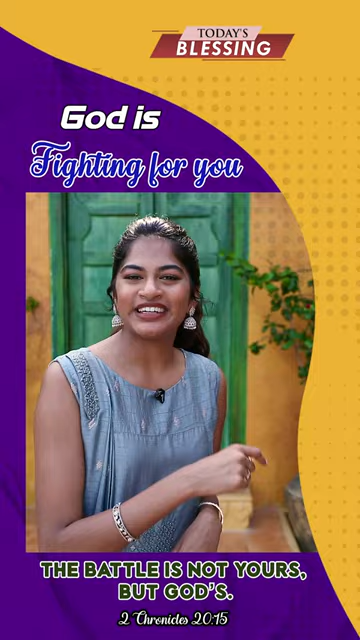 TODAY'S
BLESSING
God is
Fighting for you
THE BATTLE IS NOT YOURS,
BUT GOD'S.
2 Chronicles 20:15